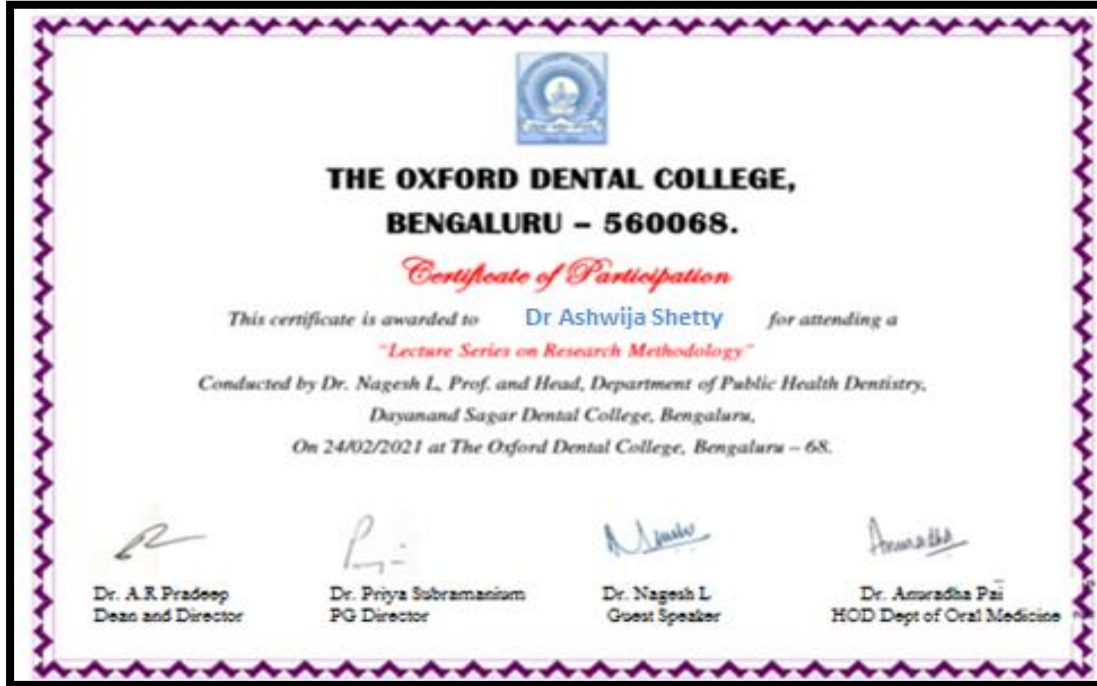 THE OXFORD DENTAL COLLEGE,
BENGALURU – 560068.
Certificate of Participation
This certificate is awarded to Dr Ashwija Shetty for attending a
"Lecture Series on Research Methodology"
Conducted by Dr. Nagesh L, Prof. and Head, Department of Public Health Dentistry,
Dayanand Sagar Dental College, Bengaluru,
On 24/02/2021 at The Oxford Dental College, Bengaluru – 68.
Anuradha
Dr. A.R Pradeep Dr. Priya Subramanium Dr. Nagesh L Dr. Anuradha Pai
Dean and Director PG Director Guest Speaker HOD Dept of Oral Medicine